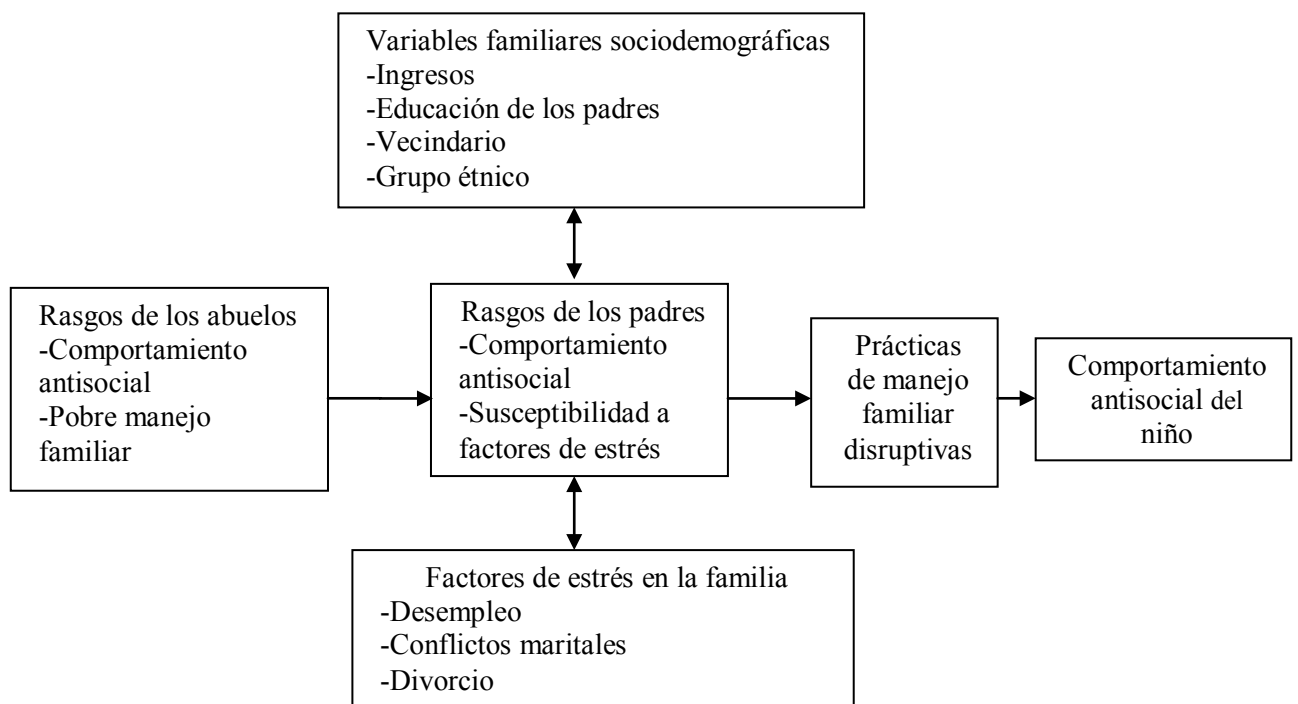 Variables familiares sociodemográficas
-Ingresos
-Educación de los padres
-Vecindario
-Grupo étnico
Rasgos de los abuelos
-Comportamiento
antisocial
-Pobre manejo
familiar
Rasgos de los padres
-Comportamiento
antisocial
-Susceptibilidad a
factores de estrés
Prácticas
de manejo
familiar
disruptivas
Comportamiento
antisocial del
niño
Factores de estrés en la familia
-Desempleo
-Conflictos maritales
-Divorcio